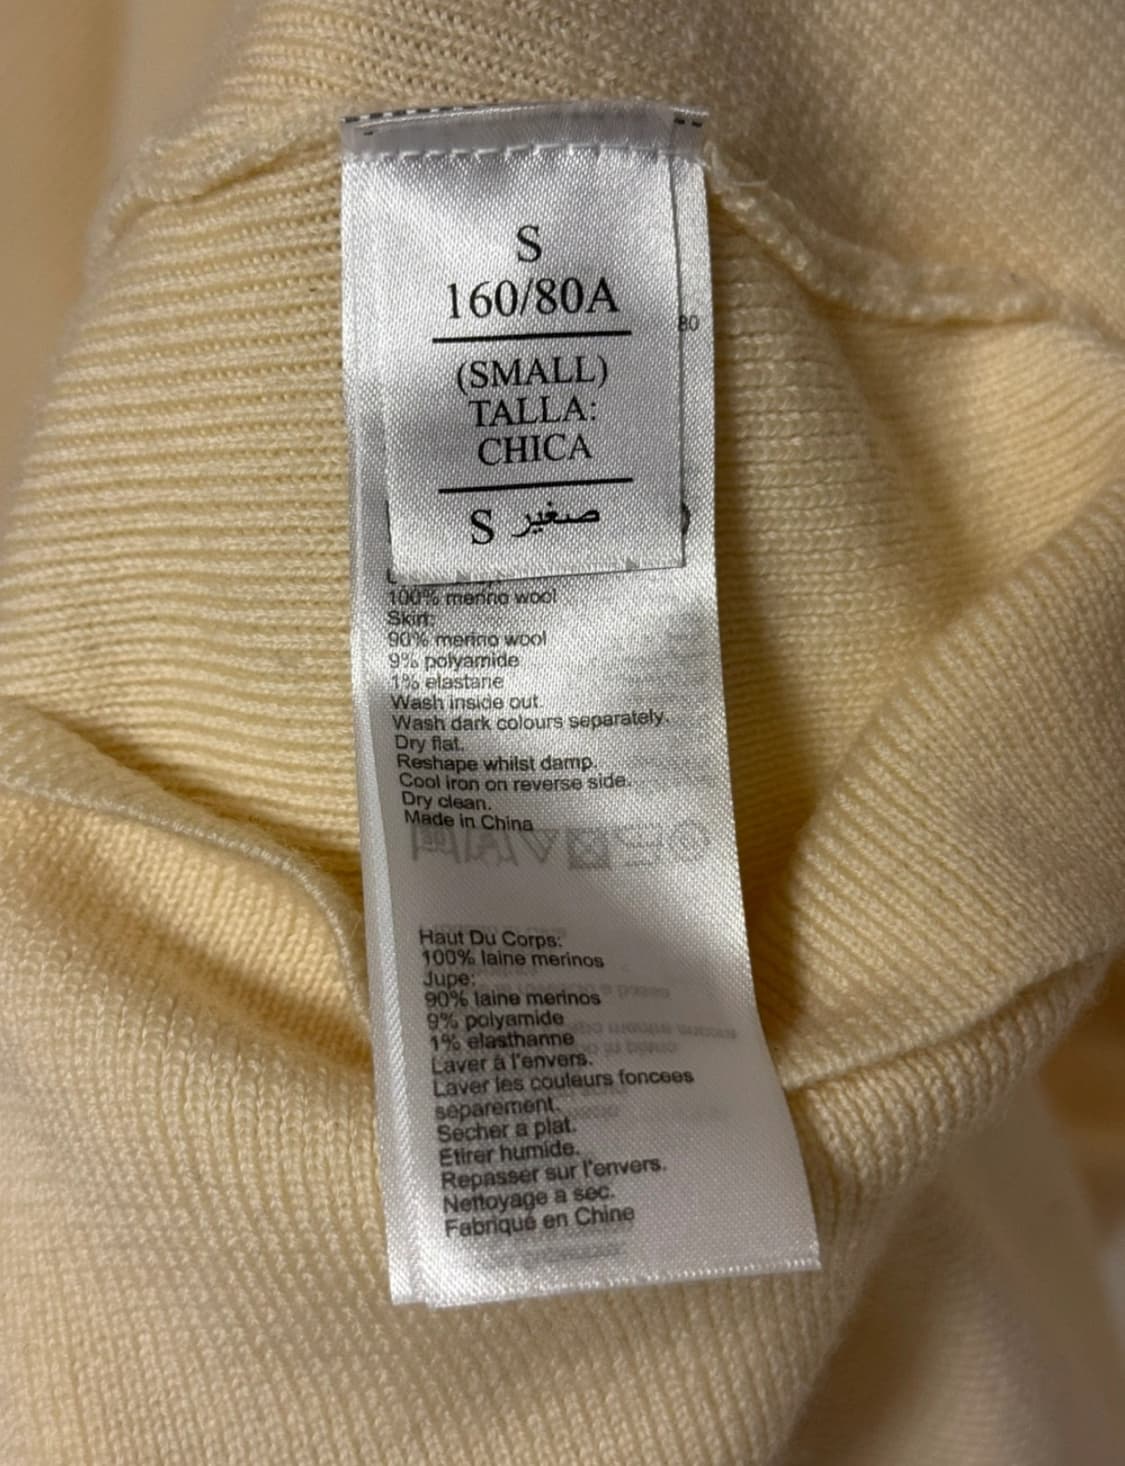 S
160/80A
80
(SMALL)
TALLA:
CHICA
S صغير
100% merino wool
Skirt:
90% merino wool
9% polyamide
1% elastane
Wash inside out.
Wash dark colours separately.
Dry flat.
Reshape whilst damp.
Cool iron on reverse side.
Dry clean.
Made in China
Haut Du Corps:
100% laine merinos
Jupe:
90% laine merinos
9% polyamide
1% elasthanne
Laver à l'envers.
Laver les couleurs foncees
separement.
Secher a plat.
Etirer humide.
Repasser sur l'envers.
Nettoyage a sec.
Fabriqué en Chine